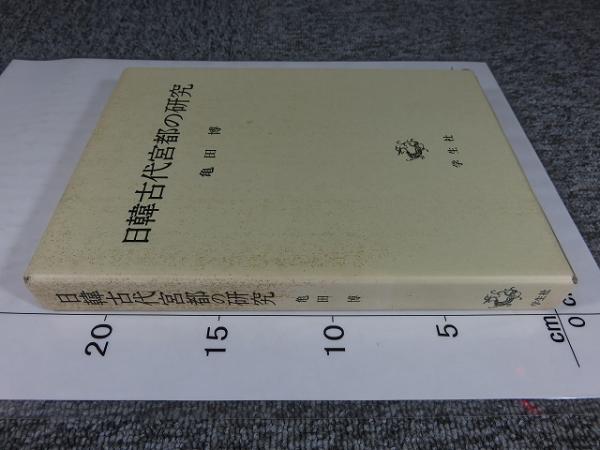 日韓古代宮都の研究
亀田 博
学生社
日韓古代宮都の研究 亀田 博 学生社
20 15 10 5 0
cm c.